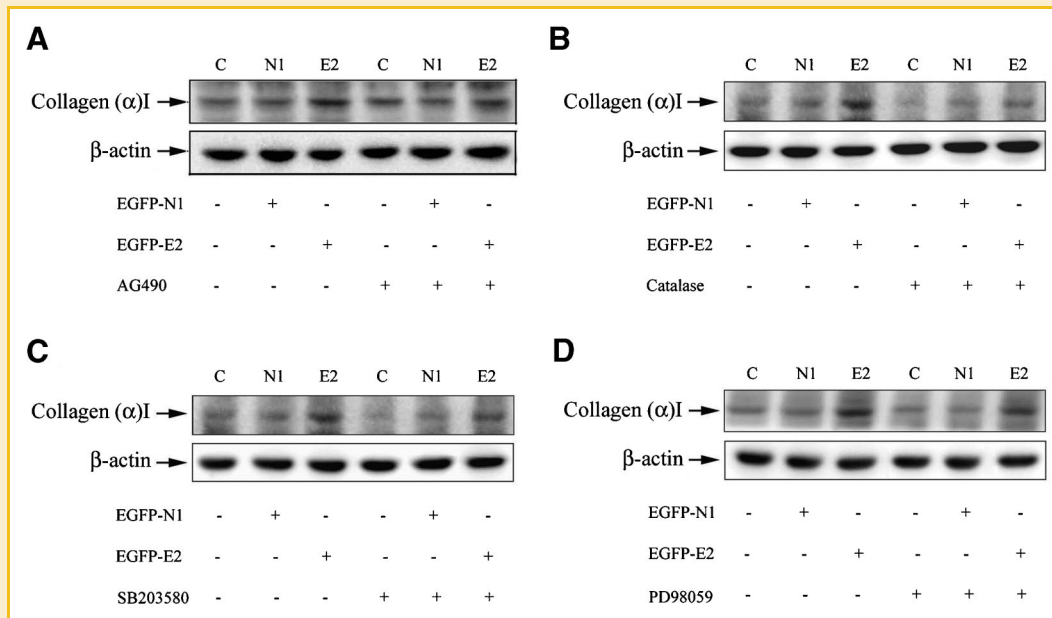 A
C N1 E2 C N1 E2
Collagen (α)I
β-actin
EGFP-N1 - + - - + -
EGFP-E2 - - + - - +
AG490 - - - + + +
B
C N1 E2 C N1 E2
Collagen (α)I
β-actin
EGFP-N1 - + - - + -
EGFP-E2 - - + - - +
Catalase - - - + + +
C
C N1 E2 C N1 E2
Collagen (α)I
β-actin
EGFP-N1 - + - - + -
EGFP-E2 - - + - - +
SB203580 - - - + + +
D
C N1 E2 C N1 E2
Collagen (α)I
β-actin
EGFP-N1 - + - - + -
EGFP-E2 - - + - - +
PD98059 - - - + + +